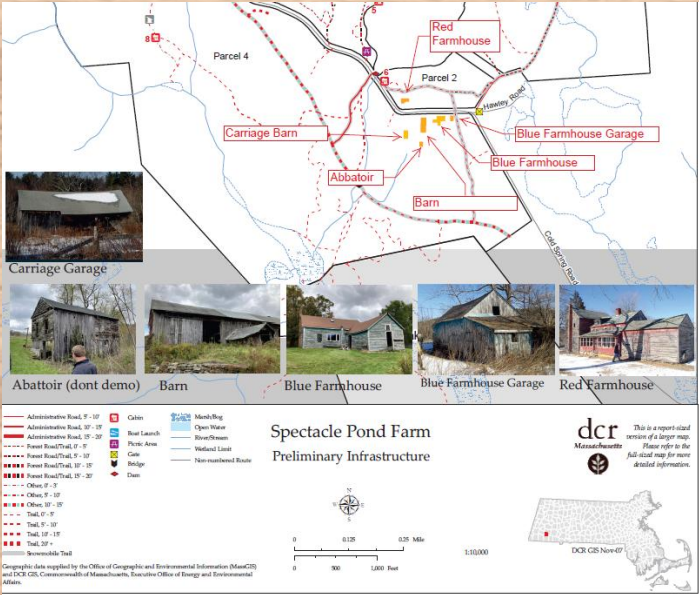 5
8
Parcel 4
Red
Farmhouse
6
Parcel 2
Hawley Road
Carriage Barn
Blue Farmhouse Garage
Blue Farmhouse
Abbatoir
Barn
Cold Spring Road
Carriage Garage
Abattoir (dont demo)
Barn
Blue Farmhouse
Blue Farmhouse Garage
Red Farmhouse
Administrative Road, 5' - 10'
Administrative Road, 10' - 15'
Administrative Road, 15' - 20'
Forest Road/Trail, 0' - 5'
Forest Road/Trail, 5' - 10'
Forest Road/Trail, 10' - 15'
Forest Road/Trail, 15' - 20'
Other, 0' - 3'
Other, 5' - 10'
Other, 10' - 15'
Trail, 0' - 5'
Trail, 5' - 10'
Trail, 10' - 15'
Trail, 20' +
Snowmobile Trail
Cabin
Boat Launch
Picnic Area
Gate
Bridge
Dam
Marsh/Bog
Open Water
River/Stream
Wetland Limit
Non-numbered Route
Spectacle Pond Farm
Preliminary Infrastructure
N
W
E
S
0 0.125 0.25 Mile
0 500 1,000 Feet
1:10,000
dcr
Massachusetts
This is a report-sized
version of a larger map.
Please refer to the
full-sized map for more
detailed information.
DCR GIS Nov-07
Geographic data supplied by the Office of Geographic and Environmental Information (MassGIS)
and DCR GIS, Commonwealth of Massachusetts, Executive Office of Energy and Environmental
Affairs.